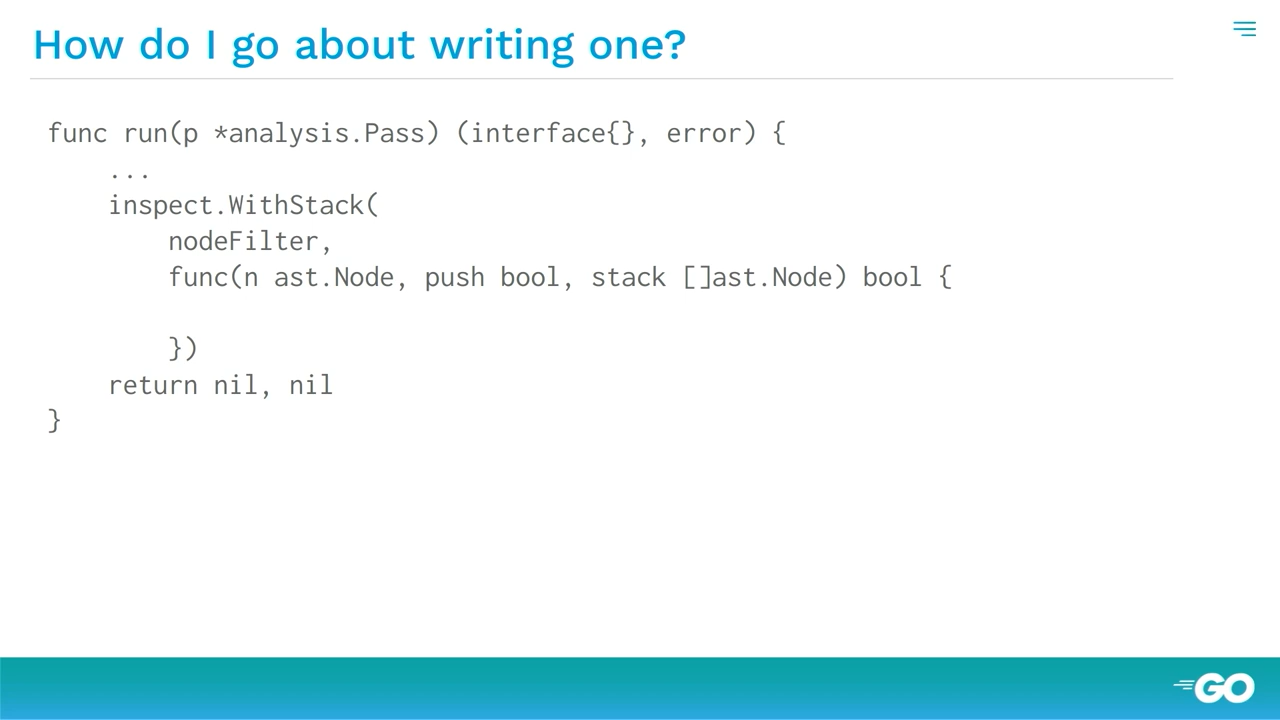 How do I go about writing one?
func run(p *analysis.Pass) (interface{}, error) {
    ...
    inspect.WithStack(
        nodeFilter,
        func(n ast.Node, push bool, stack []ast.Node) bool {
        })
    return nil, nil
}
GO